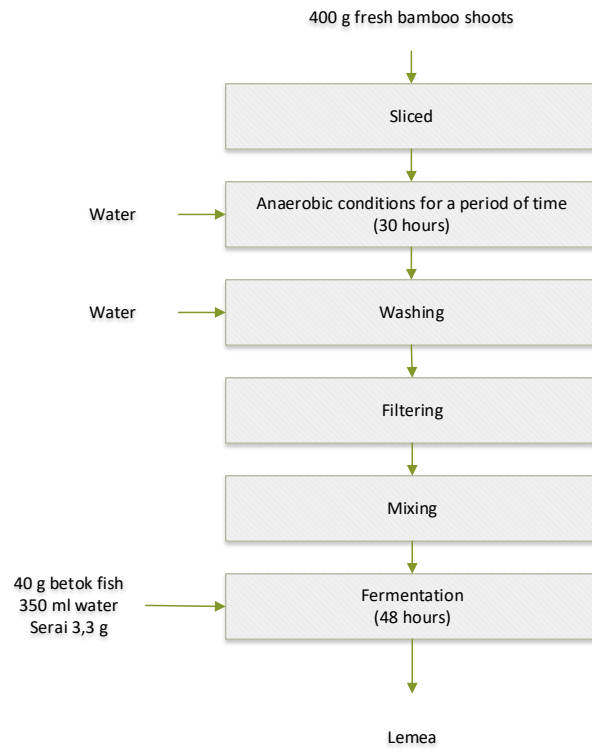 400 g fresh bamboo shoots
Sliced
Water
Anaerobic conditions for a period of time
(30 hours)
Water
Washing
Filtering
Mixing
40 g betok fish
350 ml water
Serai 3,3 g
Fermentation
(48 hours)
Lemea